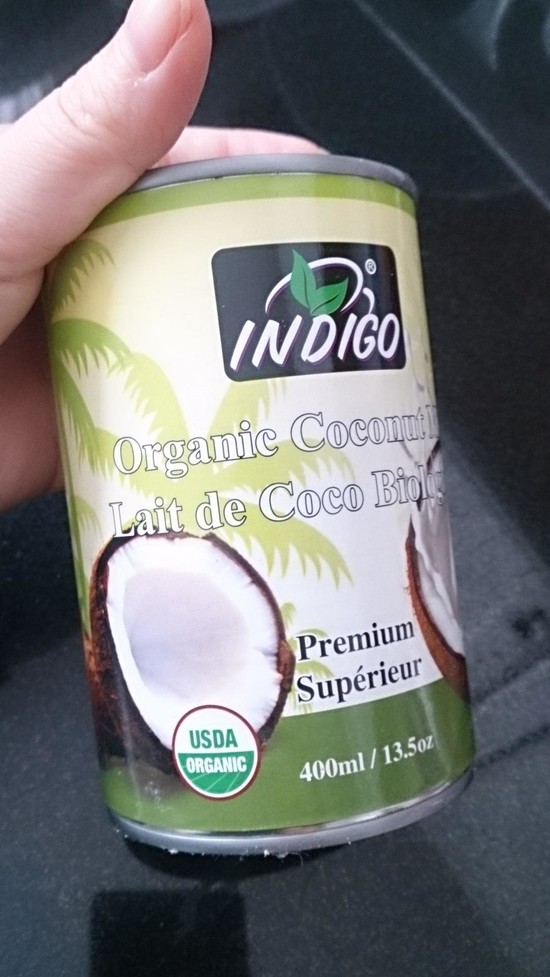 INDIGO
®
Organic Coconut
Lait de Coco
Premium
Supérieur
USDA
ORGANIC
400ml / 13.5oz